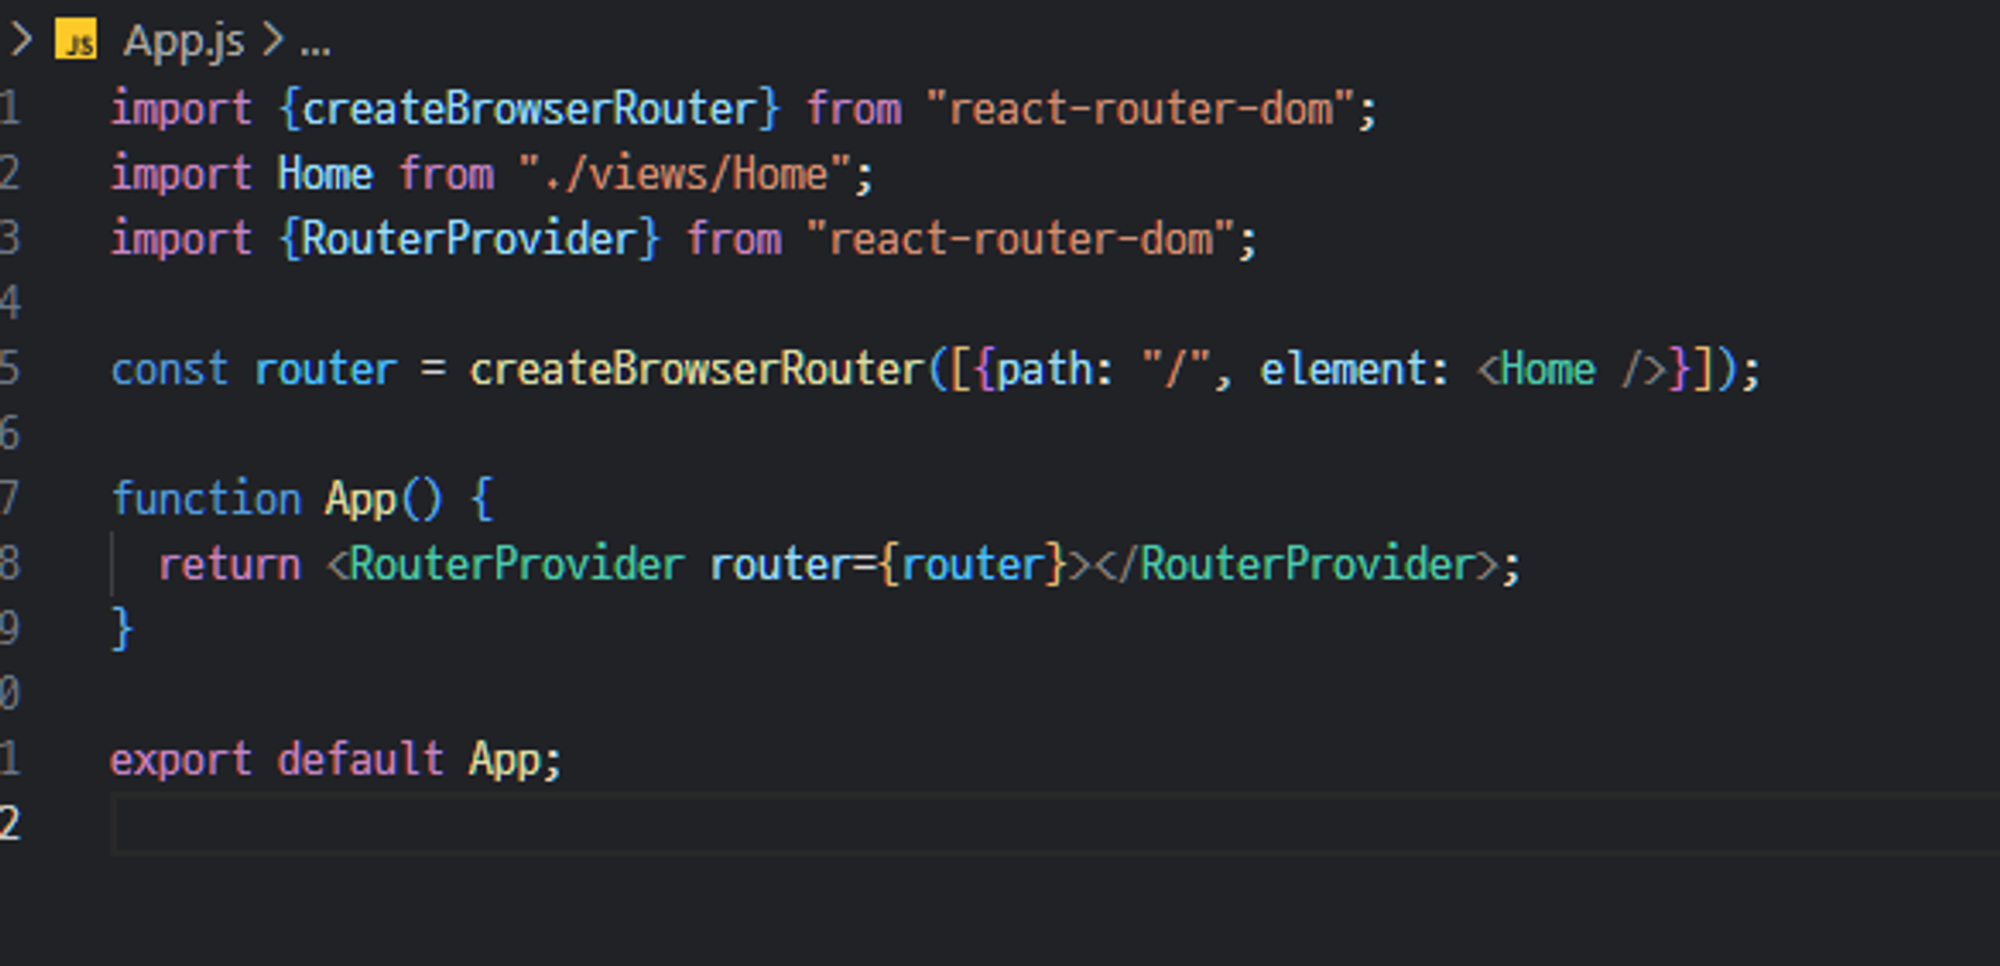 JS App.js > ...
1 import {createBrowserRouter} from "react-router-dom";
2 import Home from "./views/Home";
3 import {RouterProvider} from "react-router-dom";
4
5 const router = createBrowserRouter([{path: "/", element: <Home />}]);
6
7 function App() {
8   return <RouterProvider router={router}></RouterProvider>;
9 }
0
1 export default App;
2